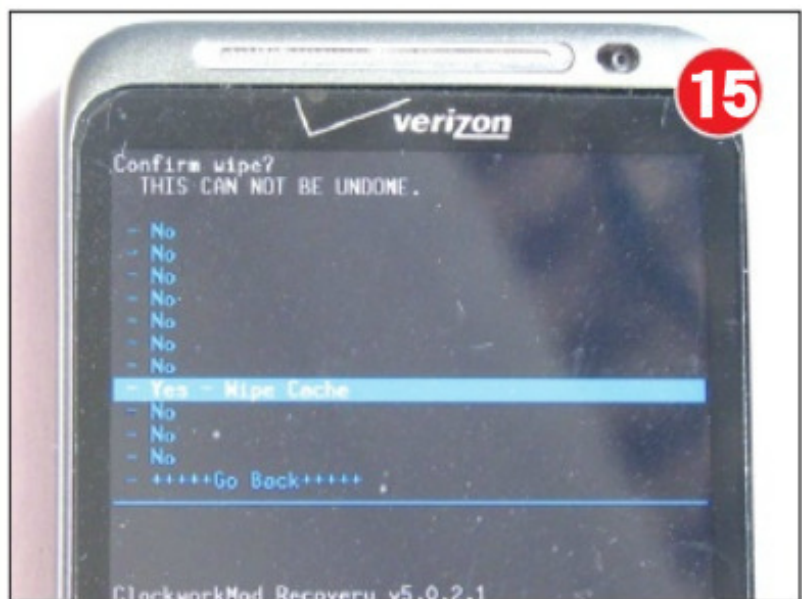 15
verizon
Confirm wipe?
THIS CAN NOT BE UNDONE.
- No
- No
- No
- No
- No
- No
- No
- Yes - Wipe Cache
- No
- No
- No
- +++++Go Back+++++
ClockworkMod Recovery v5.0.2.1